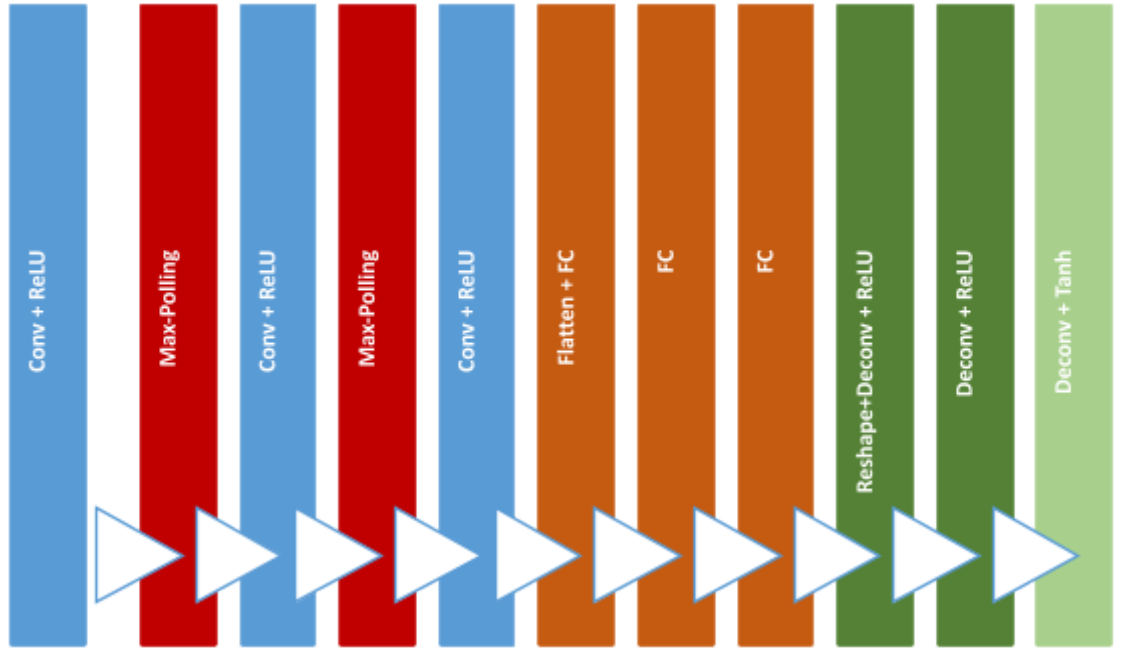 Conv + ReLU
Max-Polling
Conv + ReLU
Max-Polling
Conv + ReLU
Flatten + FC
FC
FC
Reshape+Deconv + ReLU
Deconv + ReLU
Deconv + Tanh